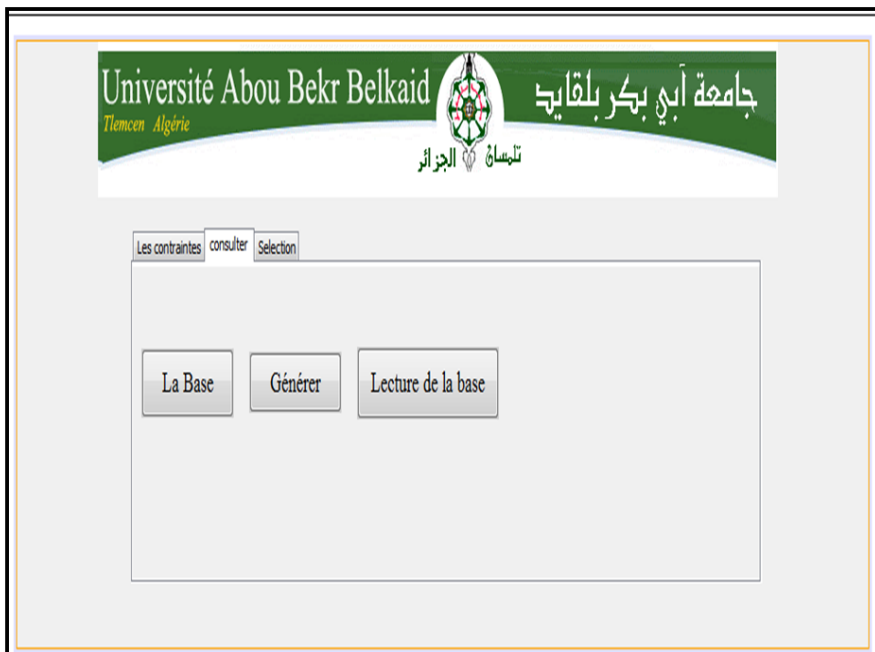 Université Abou Bekr Belkaid
جامعة أبي بكر بلقايد
Tlemcen Algérie
تلمسان الجزائر
Les contraintes consulter Selection
La Base Générer Lecture de la base